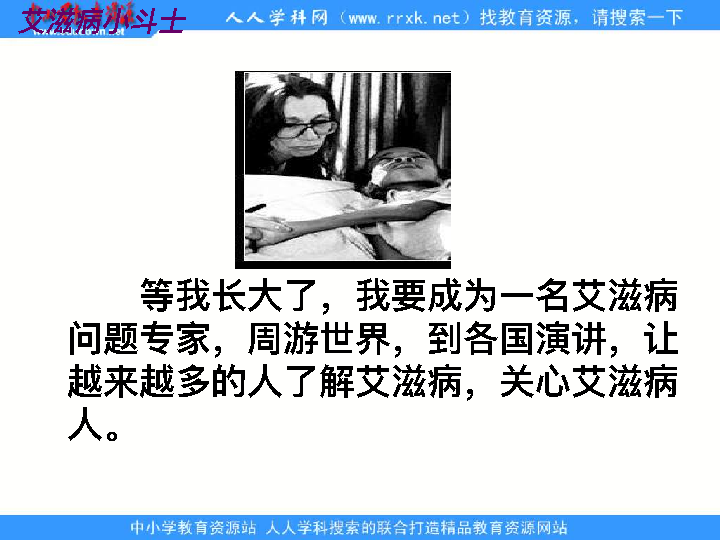 艾滋病小斗士
人人学科网（www.rrxk.net）找教育资源，请搜索一下
等我长大了，我要成为一名艾滋病
问题专家，周游世界，到各国演讲，让
越来越多的人了解艾滋病，关心艾滋病
人。
中小学教育资源站 人人学科搜索的联合打造精品教育资源网站